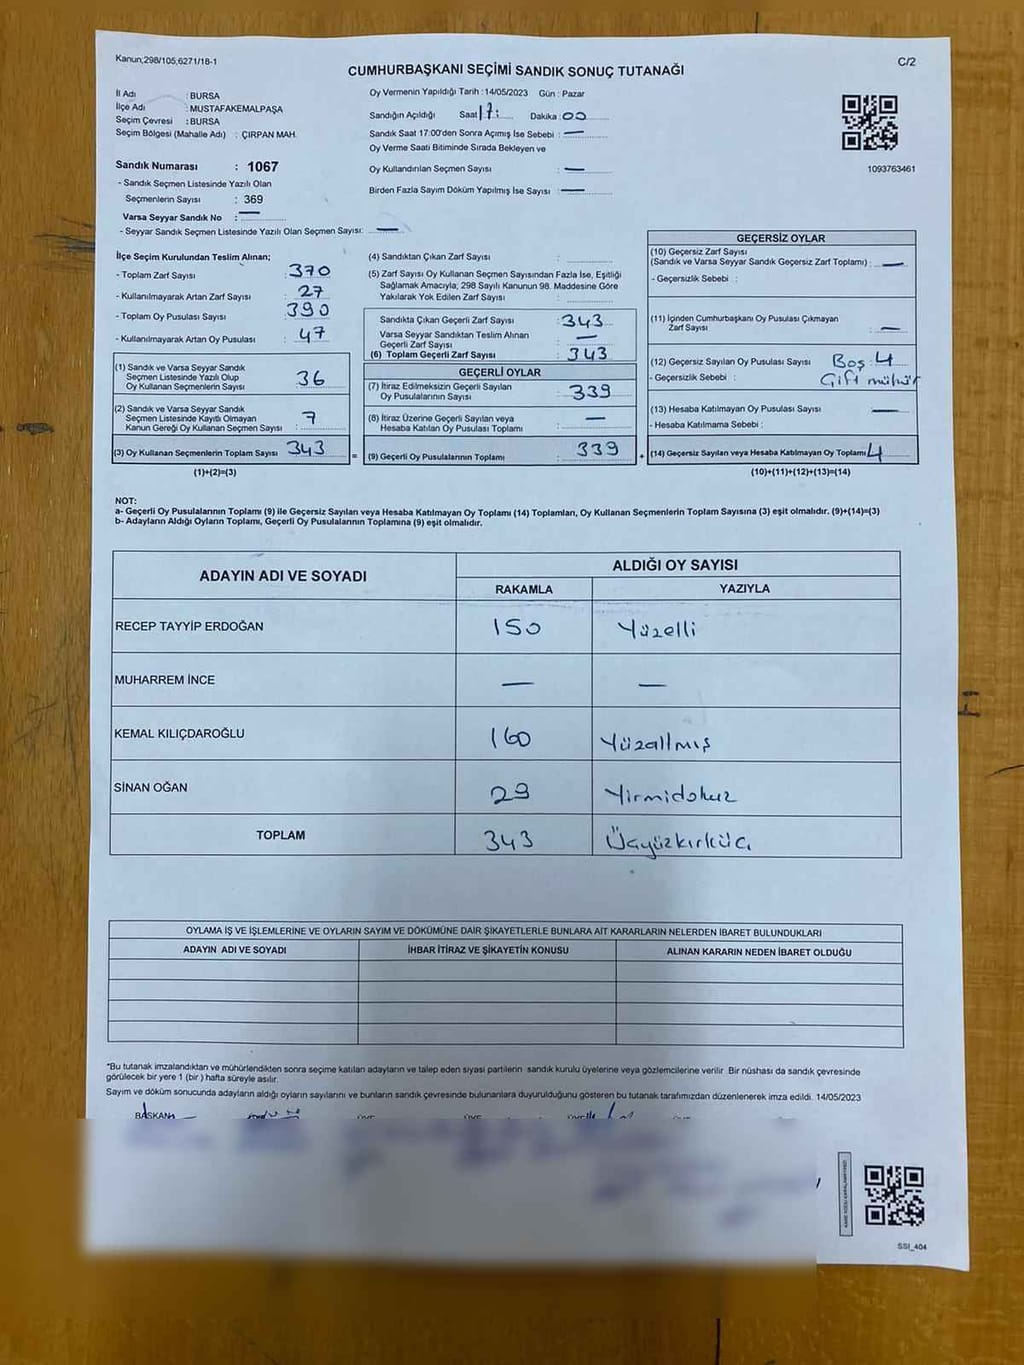 Kanun;298/105;6271/18-1
C/2
CUMHURBAŞKANI SEÇİMİ SANDIK SONUÇ TUTANAĞI
İl Adı : BURSA
İlçe Adı : MUSTAFAKEMALPAŞA
Seçim Çevresi : BURSA
Seçim Bölgesi (Mahalle Adı) : ÇIRPAN MAH.
Sandık Numarası : 1067
- Sandık Seçmen Listesinde Yazılı Olan
Seçmenlerin Sayısı : 369
Varsa Seyyar Sandık No : —
- Seyyar Sandık Seçmen Listesinde Yazılı Olan Seçmen Sayısı: —
Oy Vermenin Yapıldığı Tarih : 14/05/2023 Gün : Pazar
Sandığın Açıldığı Saat 17: Dakika : 00
Sandık Saat 17:00'den Sonra Açımış İse Sebebi : —
Oy Verme Saati Bitiminde Sırada Bekleyen ve
Oy Kullandırılan Seçmen Sayısı : —
Birden Fazla Sayım Döküm Yapılmış İse Sayısı : —
1093763461
İlçe Seçim Kurulundan Teslim Alınan;
- Toplam Zarf Sayısı : 370
- Kullanılmayarak Artan Zarf Sayısı : 27
- Toplam Oy Pusulası Sayısı : 390
- Kullanılmayarak Artan Oy Pusulası : 47
(1) Sandık ve Varsa Seyyar Sandık
Seçmen Listesinde Yazılı Olup
Oy Kullanan Seçmenlerin Sayısı : 36
(2) Sandık ve Varsa Seyyar Sandık
Seçmen Listesinde Kayıtlı Olmayan
Kanun Gereği Oy Kullanan Seçmen Sayısı : 7
(3) Oy Kullanan Seçmenlerin Toplam Sayısı 343
(1)+(2)=(3)
(4) Sandıktan Çıkan Zarf Sayısı :
(5) Zarf Sayısı Oy Kullanan Seçmen Sayısından Fazla İse, Eşitliği
Sağlamak Amacıyla; 298 Sayılı Kanunun 98. Maddesine Göre
Yakılarak Yok Edilen Zarf Sayısı :
Sandıkta Çıkan Geçerli Zarf Sayısı : 343
Varsa Seyyar Sandıktan Teslim Alınan
Geçerli Zarf Sayısı : —
(6) Toplam Geçerli Zarf Sayısı : 343
GEÇERLİ OYLAR
(7) İtiraz Edilmeksizin Geçerli Sayılan
Oy Pusulalarının Sayısı : 339
(8) İtiraz Üzerine Geçerli Sayılan veya
Hesaba Katılan Oy Pusulası Toplamı : —
= (9) Geçerli Oy Pusulalarının Toplamı : 339 +
GEÇERSİZ OYLAR
(10) Geçersiz Zarf Sayısı
(Sandık ve Varsa Seyyar Sandık Geçersiz Zarf Toplamı) : —
- Geçersizlik Sebebi :
(11) İçinden Cumhurbaşkanı Oy Pusulası Çıkmayan
Zarf Sayısı : —
(12) Geçersiz Sayılan Oy Pusulası Sayısı : Boş 4
- Geçersizlik Sebebi : Çift mühür
(13) Hesaba Katılmayan Oy Pusulası Sayısı : —
- Hesaba Katılmama Sebebi :
(14) Geçersiz Sayılan veya Hesaba Katılmayan Oy Toplamı 4
(10)+(11)+(12)+(13)=(14)
NOT:
a- Geçerli Oy Pusulalarının Toplamı (9) ile Geçersiz Sayılan veya Hesaba Katılmayan Oy Toplamı (14) Toplamları, Oy Kullanan Seçmenlerin Toplam Sayısına (3) eşit olmalıdır. (9)+(14)=(3)
b- Adayların Aldığı Oyların Toplamı, Geçerli Oy Pusulalarının Toplamına (9) eşit olmalıdır.
ADAYIN ADI VE SOYADI
ALDIĞI OY SAYISI
RAKAMLA YAZIYLA
RECEP TAYYİP ERDOĞAN 150 Yüzelli
MUHARREM İNCE — —
KEMAL KILIÇDAROĞLU 160 Yüzaltmış
SİNAN OĞAN 29 Yirmidokuz
TOPLAM 343 Üçyüzkırküç
OYLAMA İŞ VE İŞLEMLERİNE VE OYLARIN SAYIM VE DÖKÜMÜNE DAİR ŞİKAYETLERLE BUNLARA AİT KARARLARIN NELERDEN İBARET BULUNDUKLARI
ADAYIN ADI VE SOYADI İHBAR İTİRAZ VE ŞİKAYETİN KONUSU ALINAN KARARIN NEDEN İBARET OLDUĞU
*Bu tutanak imzalandıktan ve mühürlendikten sonra seçime katılan adayların ve talep eden siyasi partilerin sandık kurulu üyelerine veya gözlemcilerine verilir. Bir nüshası da sandık çevresinde
görülecek bir yere 1 (bir) hafta süreyle asılır.
Sayım ve döküm sonucunda adayların aldığı oyların sayılarını ve bunların sandık çevresinde bulunanlara duyurulduğunu gösteren bu tutanak tarafımızdan düzenlenerek imza edildi. 14/05/2023
BAŞKAN
SSI_404